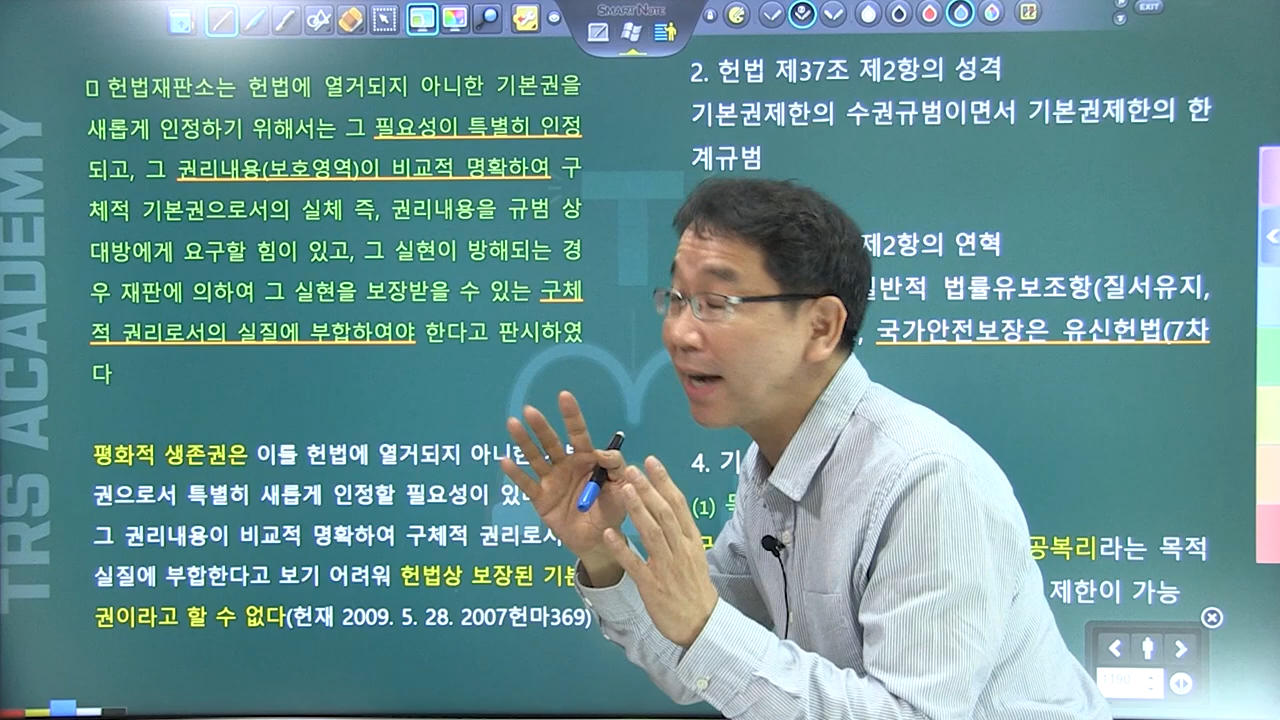 SMART NOTE
EXIT
TRS ACADEMY
헌법재판소는 헌법에 열거되지 아니한 기본권을
새롭게 인정하기 위해서는 그 필요성이 특별히 인정
되고, 그 권리내용(보호영역)이 비교적 명확하여 구
체적 기본권으로서의 실체 즉, 권리내용을 규범 상
대방에게 요구할 힘이 있고, 그 실현이 방해되는 경
우 재판에 의하여 그 실현을 보장받을 수 있는 구체
적 권리로서의 실질에 부합하여야 한다고 판시하였
다
평화적 생존권은 이를 헌법에 열거되지 아니한
권으로서 특별히 새롭게 인정할 필요성이
그 권리내용이 비교적 명확하여 구체적
실질에 부합한다고 보기 어려워 헌법상 보장된
권이라고 할 수 없다(헌재 2009. 5. 28. 2007헌마369)
2. 헌법 제37조 제2항의 성격
기본권제한의 수권규범이면서 기본권제한의 한
계규범
제2항의 연혁
법률유보조항(질서유지,
국가안전보장은 유신헌법(7차
4.
(1)
공복리라는 목적
제한이 가능
1190